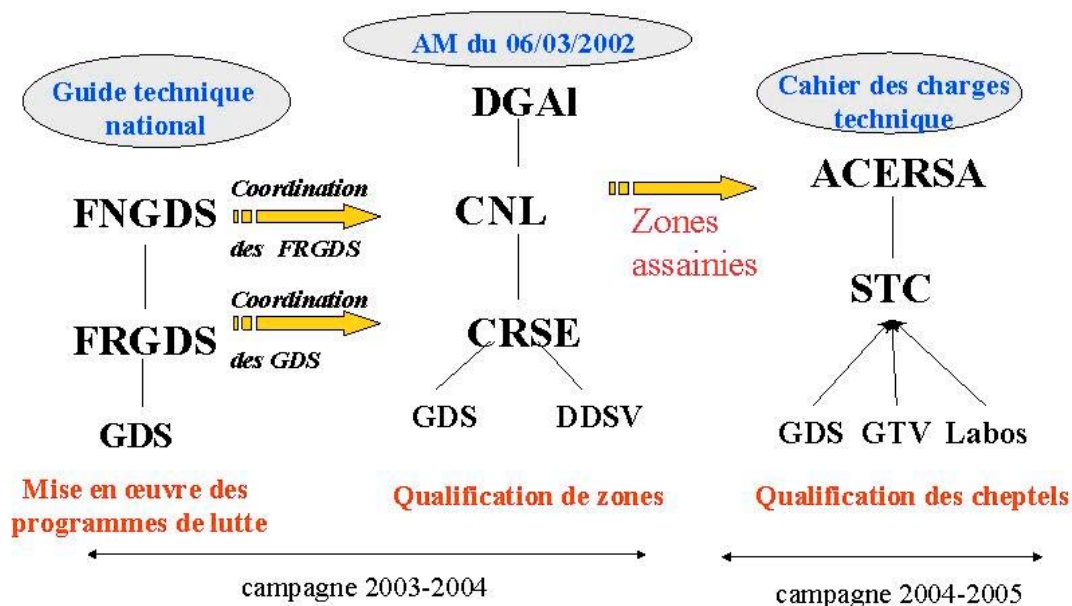 AM du 06/03/2002
Guide technique
national
Cahier des charges
technique
DGAl
ACERSA
FNGDS
Coordination
des FRGDS
CNL
Zones
assainies
STC
FRGDS
Coordination
des GDS
CRSE
GDS
GDS
DDSV
GDS
GTV
Labos
Mise en œuvre des
programmes de lutte
Qualification de zones
Qualification des cheptels
campagne 2003-2004
campagne 2004-2005